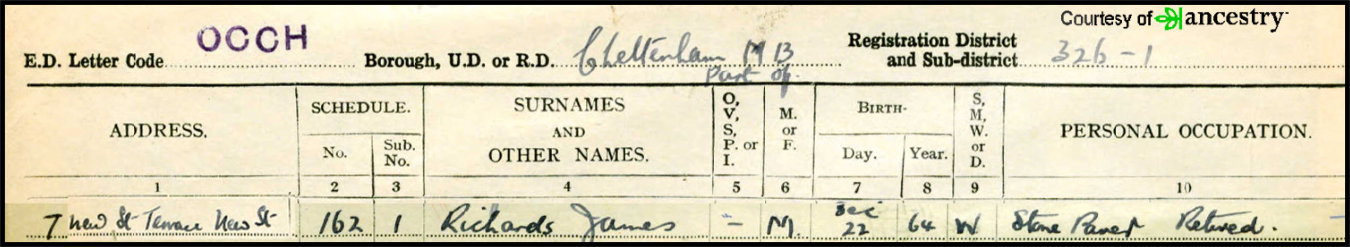 Courtesy of ancestry
E.D. Letter Code OCCH Borough, U.D. or R.D. Cheltenham M B Part of Registration District and Sub-district 326-1
ADDRESS. SCHEDULE. No. Sub. No. SURNAMES AND OTHER NAMES. O, V, S, P. or I. M. or F. BIRTH- Day. Year. S, M, W. or D. PERSONAL OCCUPATION.
1 2 3 4 5 6 7 8 9 10
7 New St Terrace New St 162 1 Richards James - M Dec 22 64 W Stone Paver Retired.